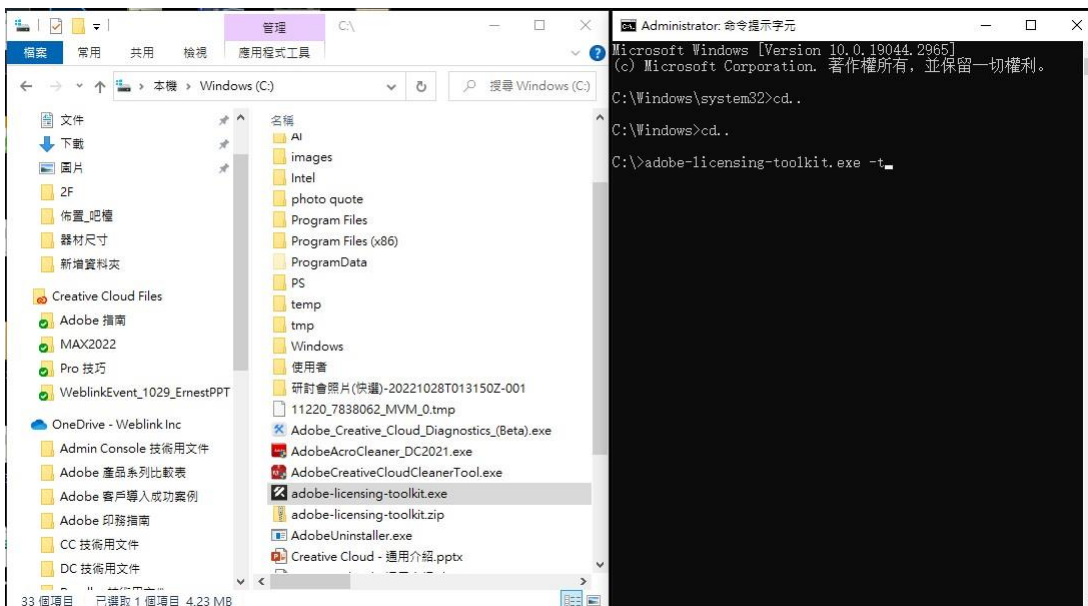 管理
C:\
檔案
常用
共用
檢視
應用程式工具
本機 › Windows (C:)
搜尋 Windows (C:)
文件
下載
圖片
2F
佈置_吧檯
器材尺寸
新增資料夾
Creative Cloud Files
Adobe 指南
MAX2022
Pro 技巧
WeblinkEvent_1029_ErnestPPT
OneDrive - Weblink Inc
Admin Console 技術用文件
Adobe 產品系列比較表
Adobe 客戶導入成功案例
Adobe 印務指南
CC 技術用文件
DC 技術用文件
名稱
AI
images
Intel
photo quote
Program Files
Program Files (x86)
ProgramData
PS
temp
tmp
Windows
使用者
研討會照片(快選)-20221028T013150Z-001
11220_7838062_MVM_0.tmp
Adobe_Creative_Cloud_Diagnostics_(Beta).exe
AdobeAcroCleaner_DC2021.exe
AdobeCreativeCloudCleanerTool.exe
adobe-licensing-toolkit.exe
adobe-licensing-toolkit.zip
AdobeUninstaller.exe
Creative Cloud - 通用介紹.pptx
33 個項目
已選取 1 個項目 4.23 MB
Administrator: 命令提示字元
Microsoft Windows [Version 10.0.19044.2965]
(c) Microsoft Corporation. 著作權所有，並保留一切權利。
C:\Windows\system32>cd..
C:\Windows>cd..
C:\>adobe-licensing-toolkit.exe -t